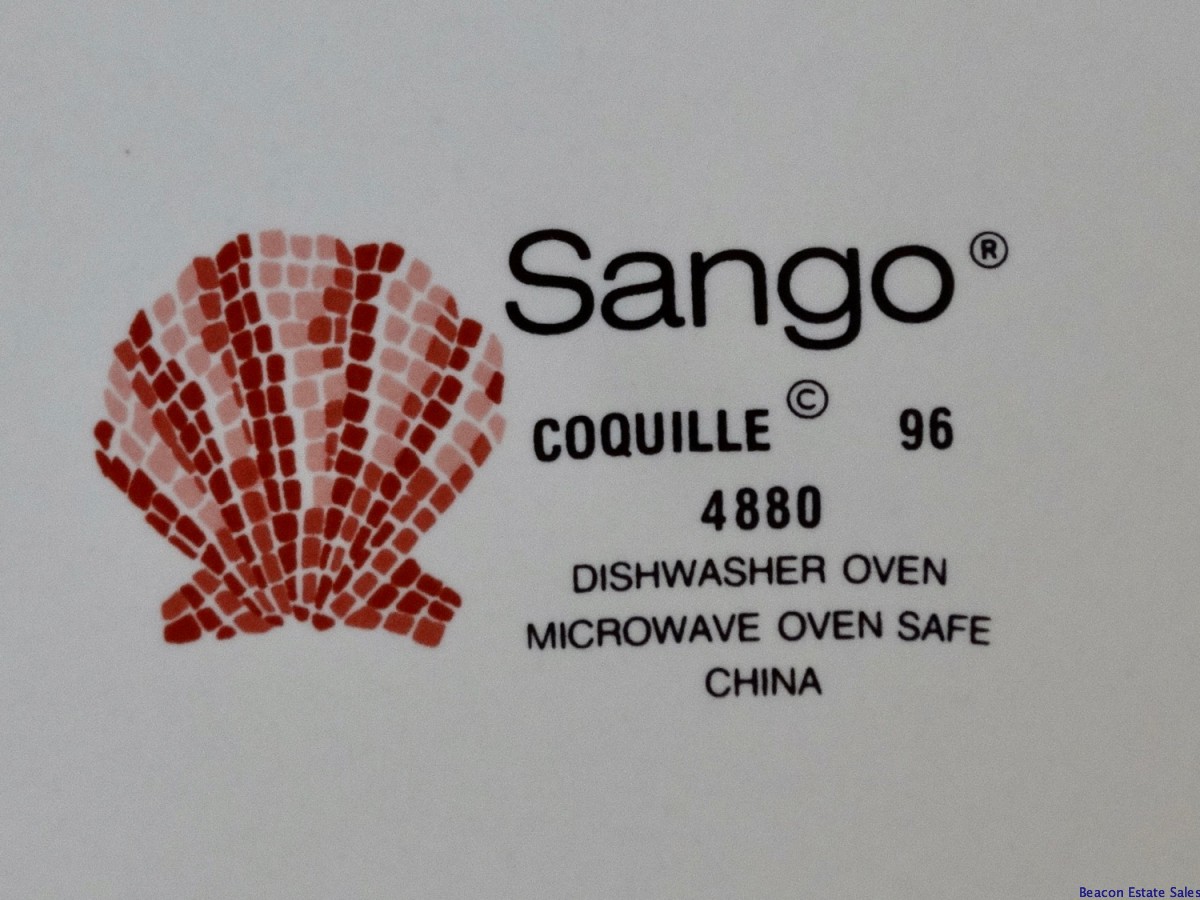 Sango®
COQUILLE © 96
4880
DISHWASHER OVEN
MICROWAVE OVEN SAFE
CHINA
Beacon Estate Sales